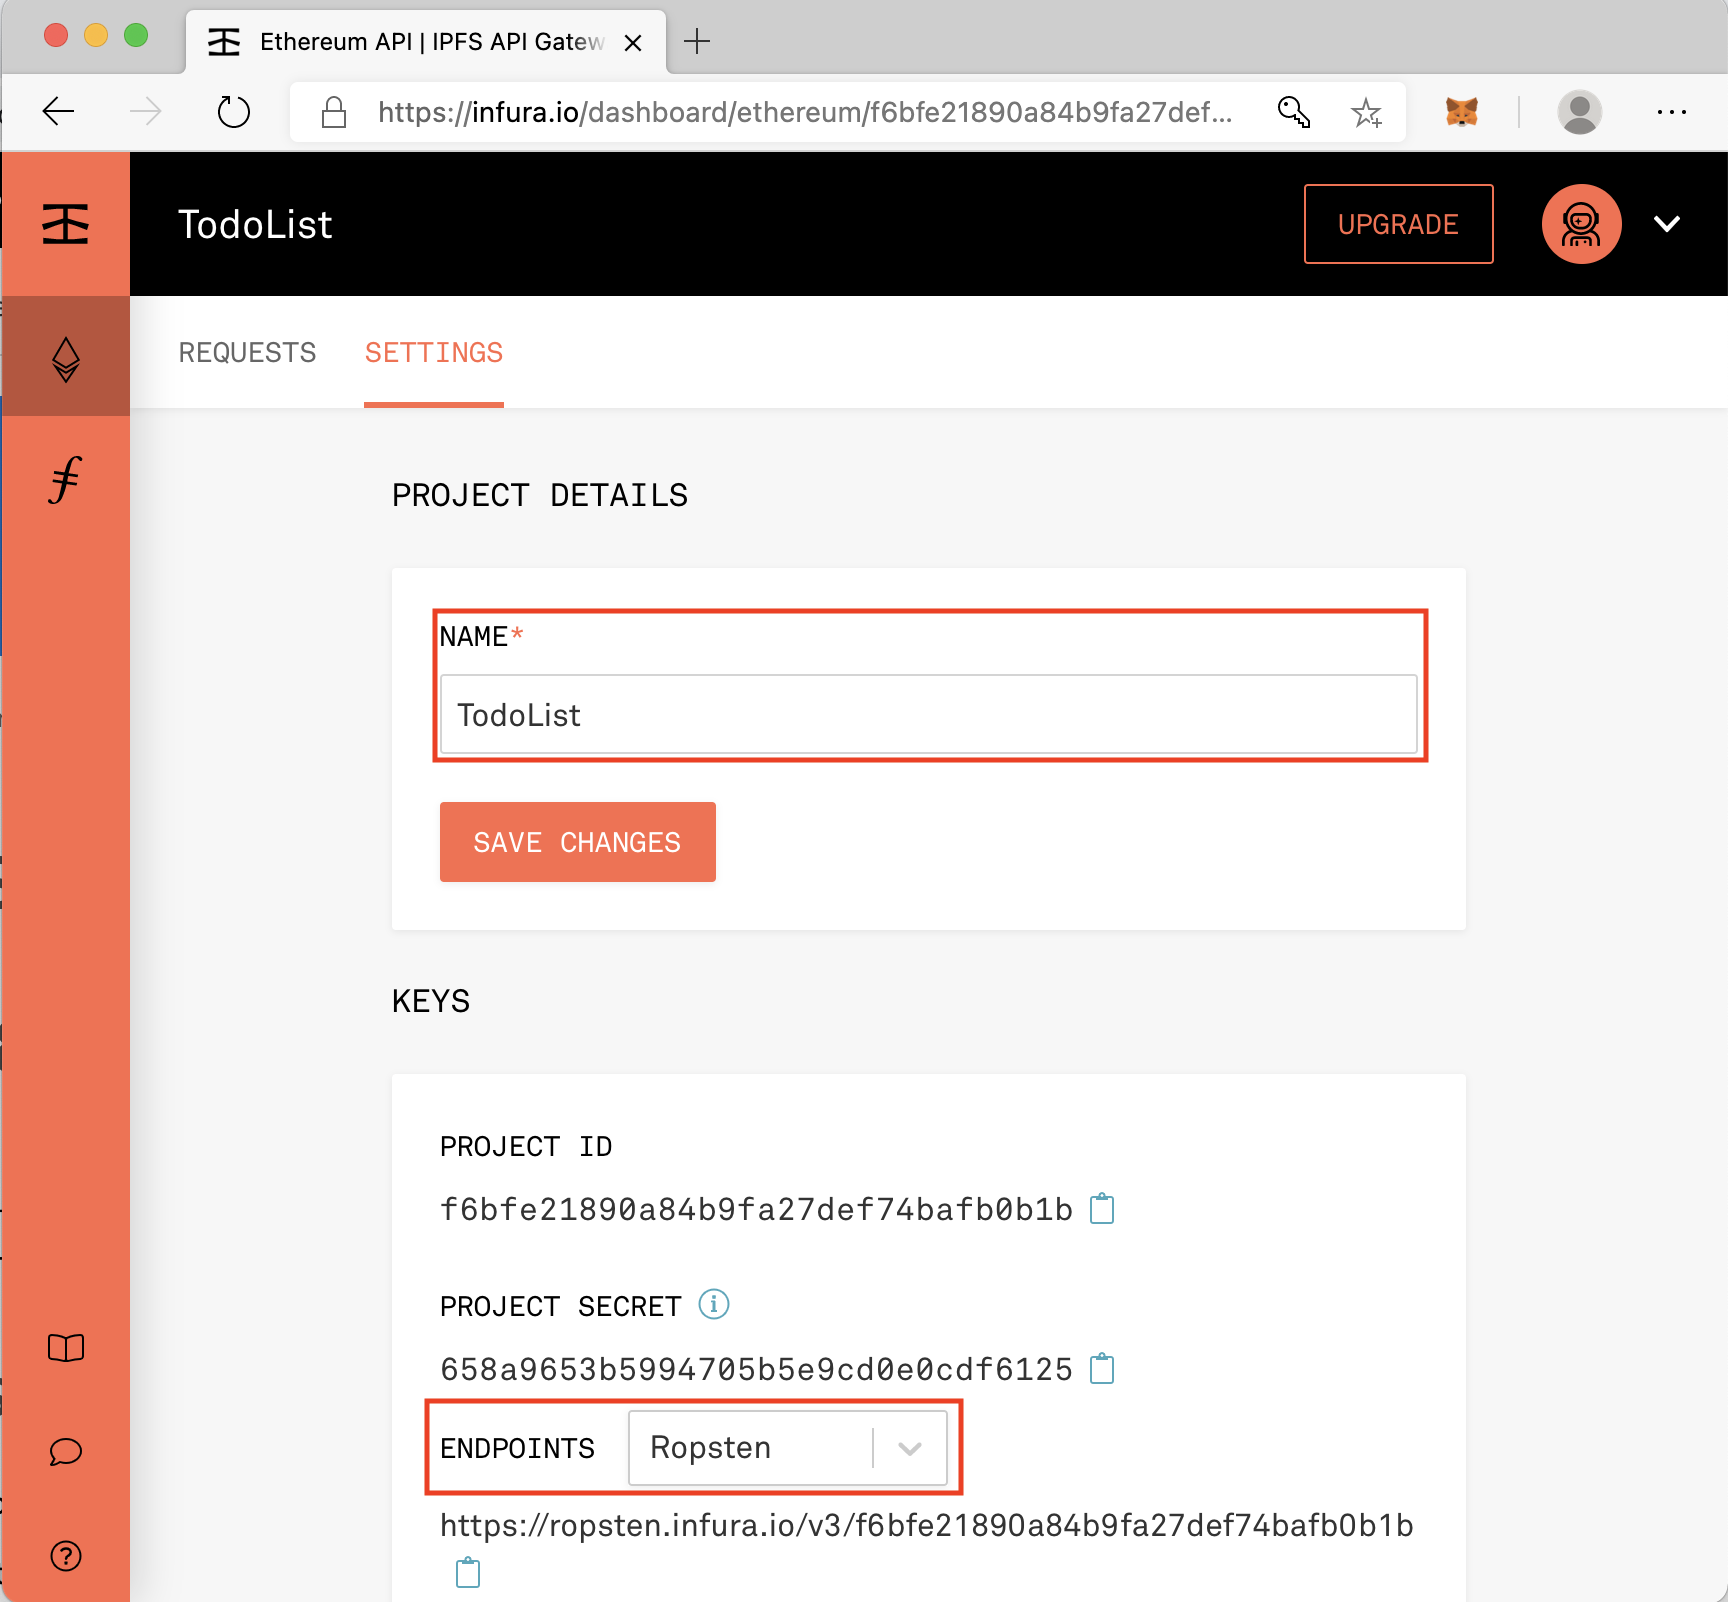 Ethereum API | IPFS API Gatew
https://infura.io/dashboard/ethereum/f6bfe21890a84b9fa27def...
TodoList
UPGRADE
REQUESTS SETTINGS
PROJECT DETAILS
NAME*
TodoList
SAVE CHANGES
KEYS
PROJECT ID
f6bfe21890a84b9fa27def74bafb0b1b
PROJECT SECRET
658a9653b5994705b5e9cd0e0cdf6125
ENDPOINTS Ropsten
https://ropsten.infura.io/v3/f6bfe21890a84b9fa27def74bafb0b1b